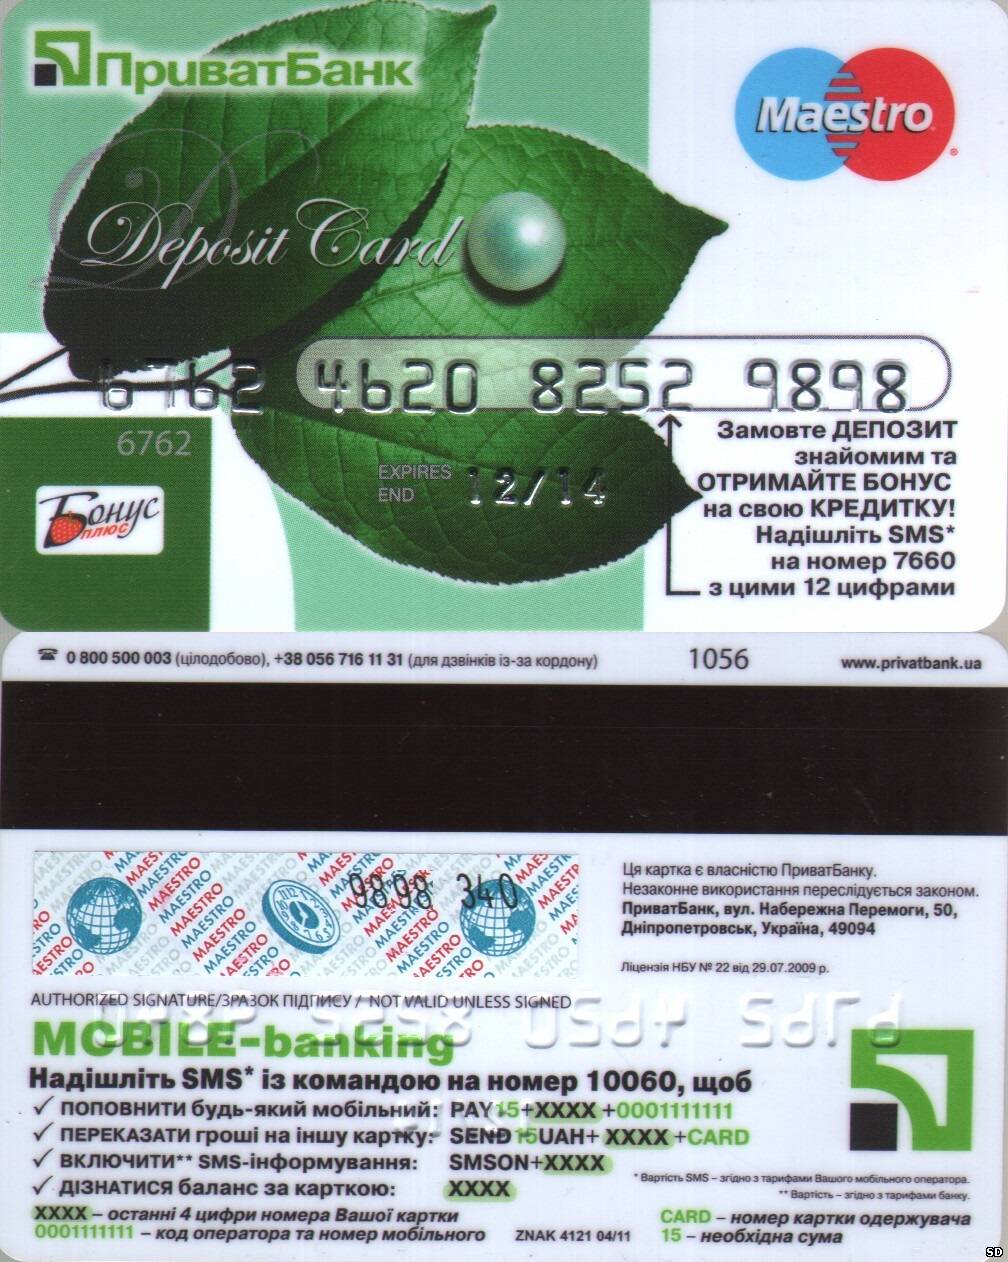 ПриватБанк
Maestro
Deposit Card
6762 4620 8252 9898
6762
EXPIRES END 12/14
Бонус
плюс
Замовте ДЕПОЗИТ
знайомим та
ОТРИМАЙТЕ БОНУС
на свою КРЕДИТКУ!
Надішліть SMS*
на номер 7660
з цими 12 цифрами
0 800 500 003 (цілодобово), +38 056 716 11 31 (для дзвінків із-за кордону) 1056 www.privatbank.ua
MAESTRO
9898 340
Ця картка є власністю ПриватБанку.
Незаконне використання переслідується законом.
ПриватБанк, вул. Набережна Перемоги, 50,
Дніпропетровськ, Україна, 49094
Ліцензія НБУ № 22 від 29.07.2009 р.
AUTHORIZED SIGNATURE/ЗРАЗОК ПІДПИСУ / NOT VALID UNLESS SIGNED
MOBILE-banking
Надішліть SMS* із командою на номер 10060, щоб
✓ ПОПОВНИТИ будь-який мобільний: PAY15+XXXX+0001111111
✓ ПЕРЕКАЗАТИ гроші на іншу картку: SEND15UAH+XXXX+CARD
✓ ВКЛЮЧИТИ** SMS-інформування: SMSON+XXXX
✓ ДІЗНАТИСЯ баланс за карткою: XXXX
* Вартість SMS – згідно з тарифами Вашого мобільного оператора.
** Вартість – згідно з тарифами банку.
XXXX – останні 4 цифри номера Вашої картки
0001111111 – код оператора та номер мобільного
ZNAK 4121 04/11
CARD – номер картки одержувача
15 – необхідна сума
SD